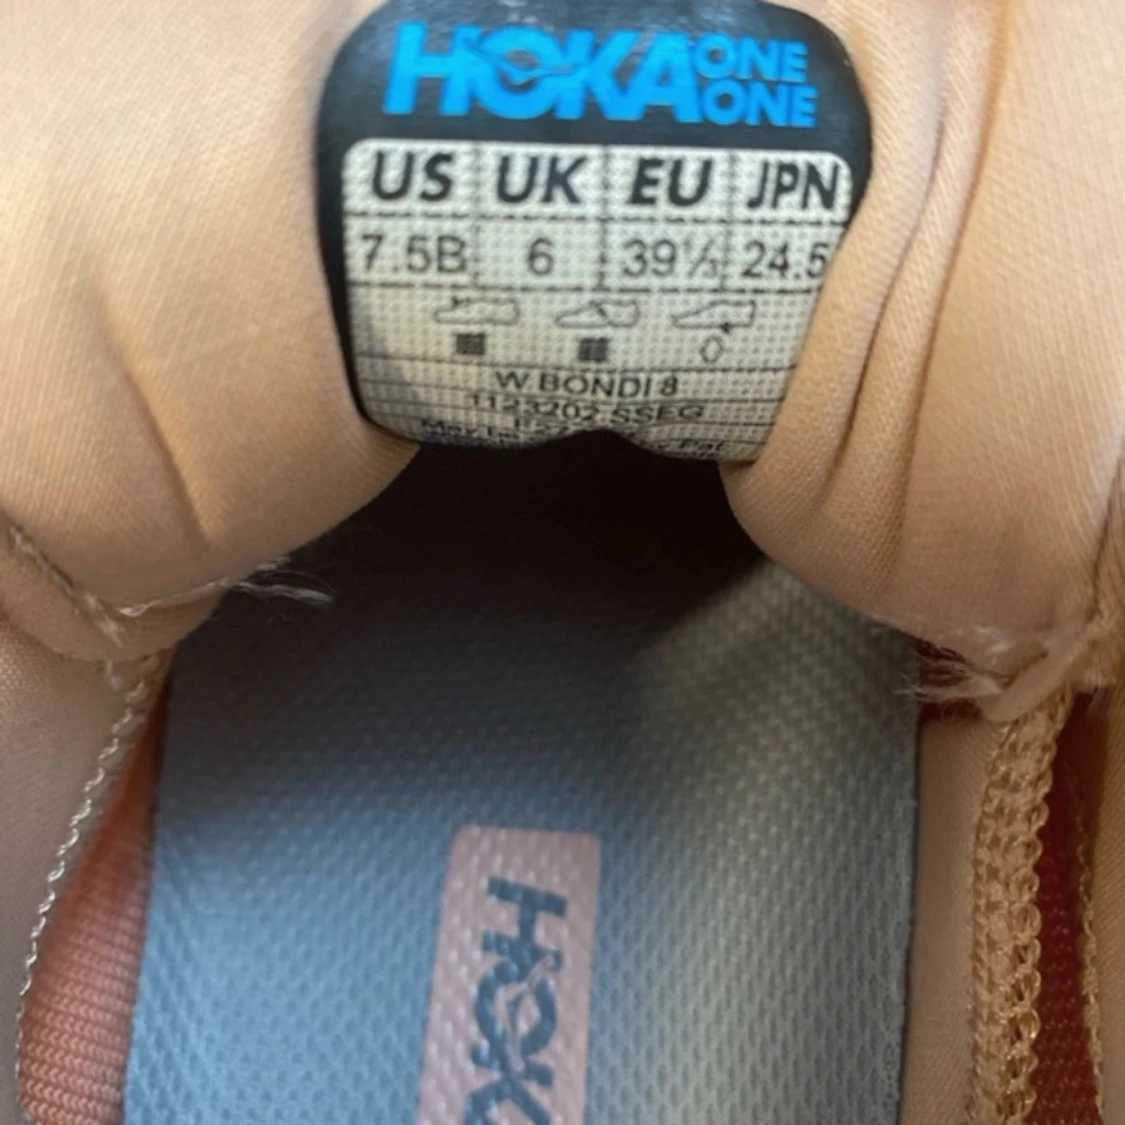 HOKA ONE ONE
US UK EU JPN
7.5B 6 39⅓ 24.5
W BONDI 8
1123202 SSEG
HOKA